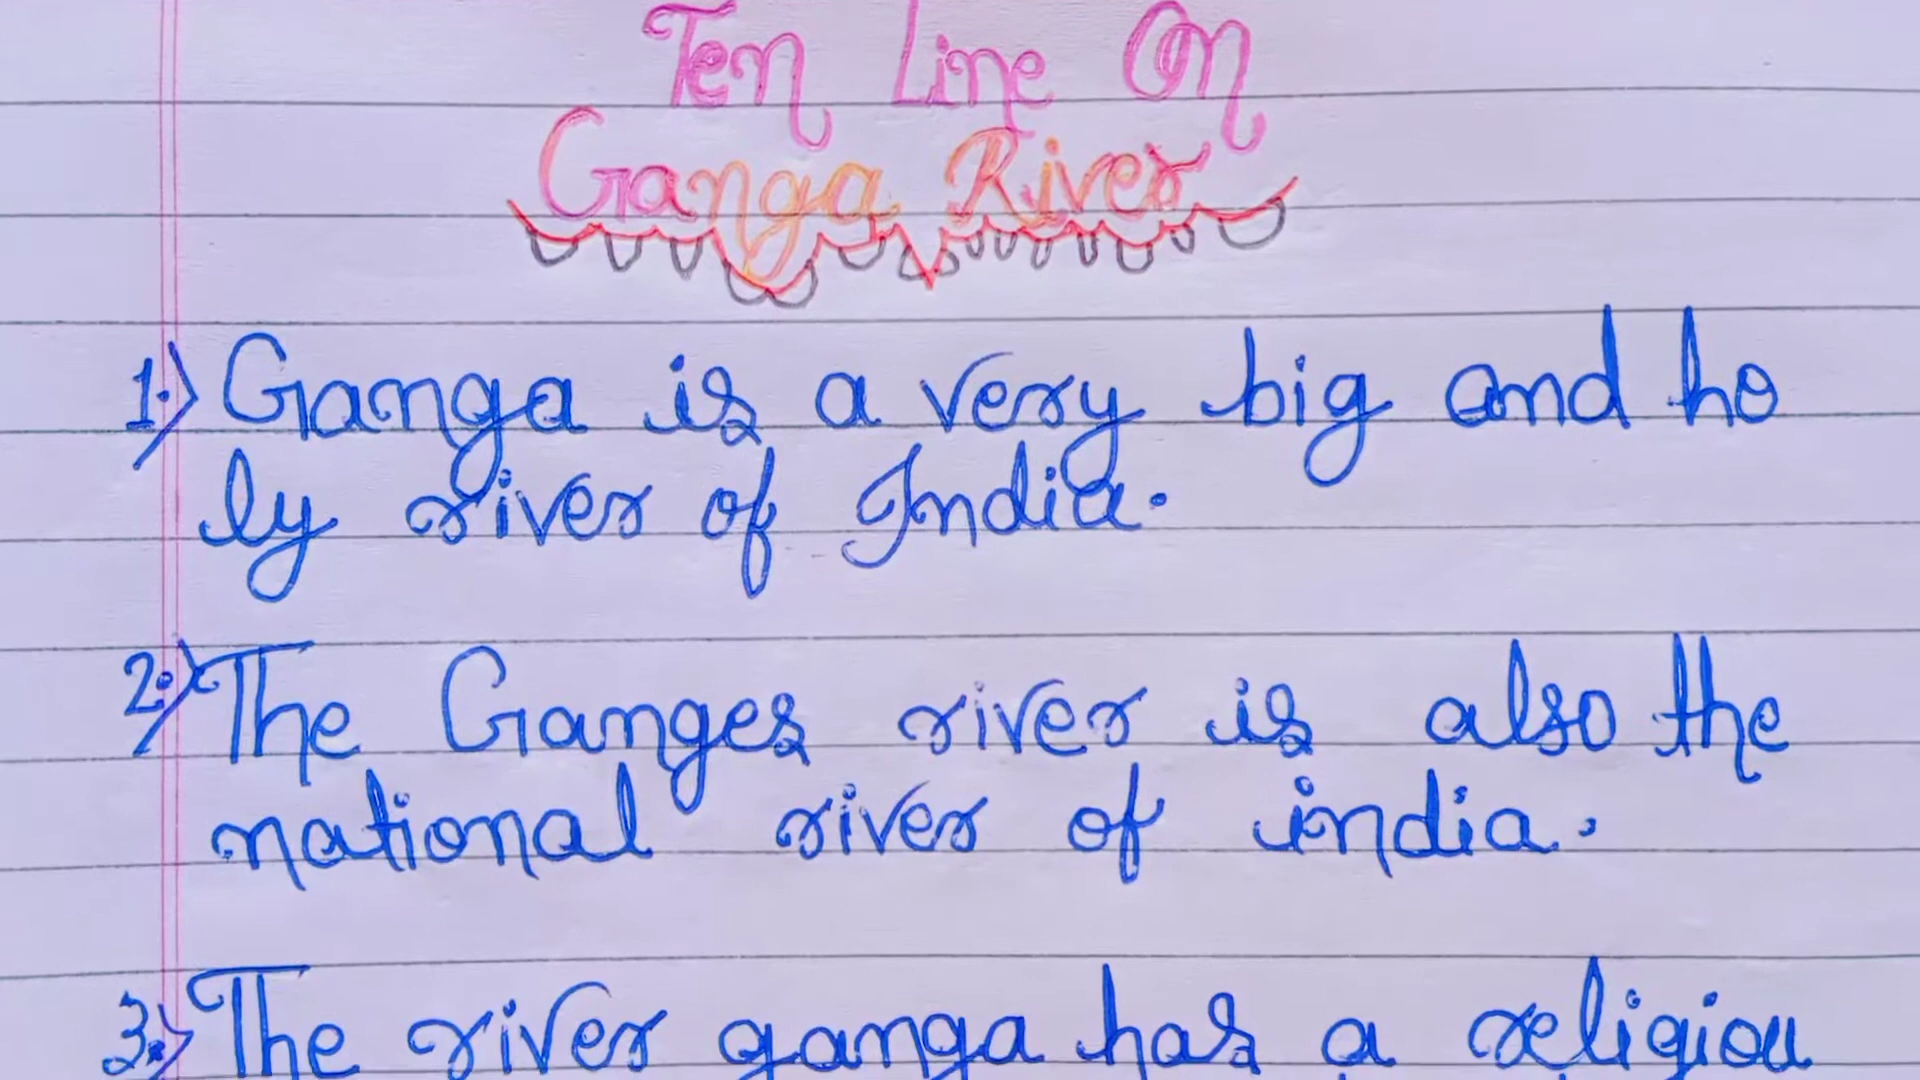 Ten Line On
Ganga River
1.) Ganga is a very big and ho
ly river of India.
2.) The Ganges river is also the
national river of india.
3.) The river ganga has a religiou